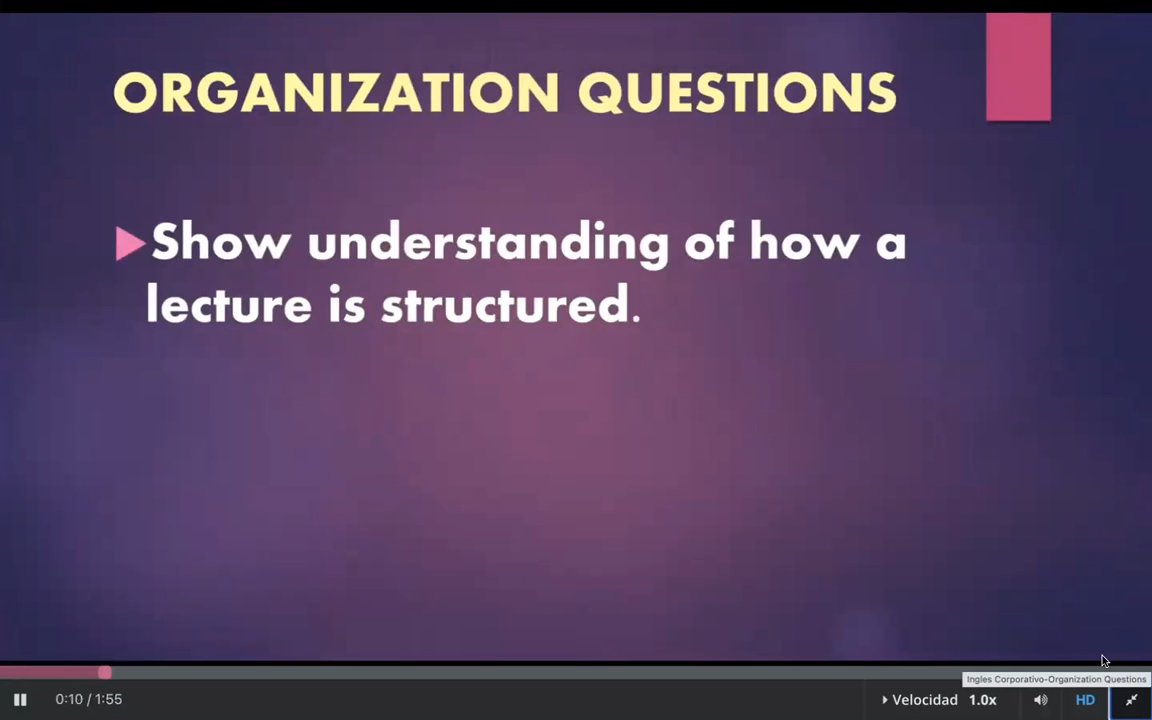 ORGANIZATION QUESTIONS
Show understanding of how a
lecture is structured.
Ingles Corporativo-Organization Questions
0:10 / 1:55
Velocidad 1.0x
HD